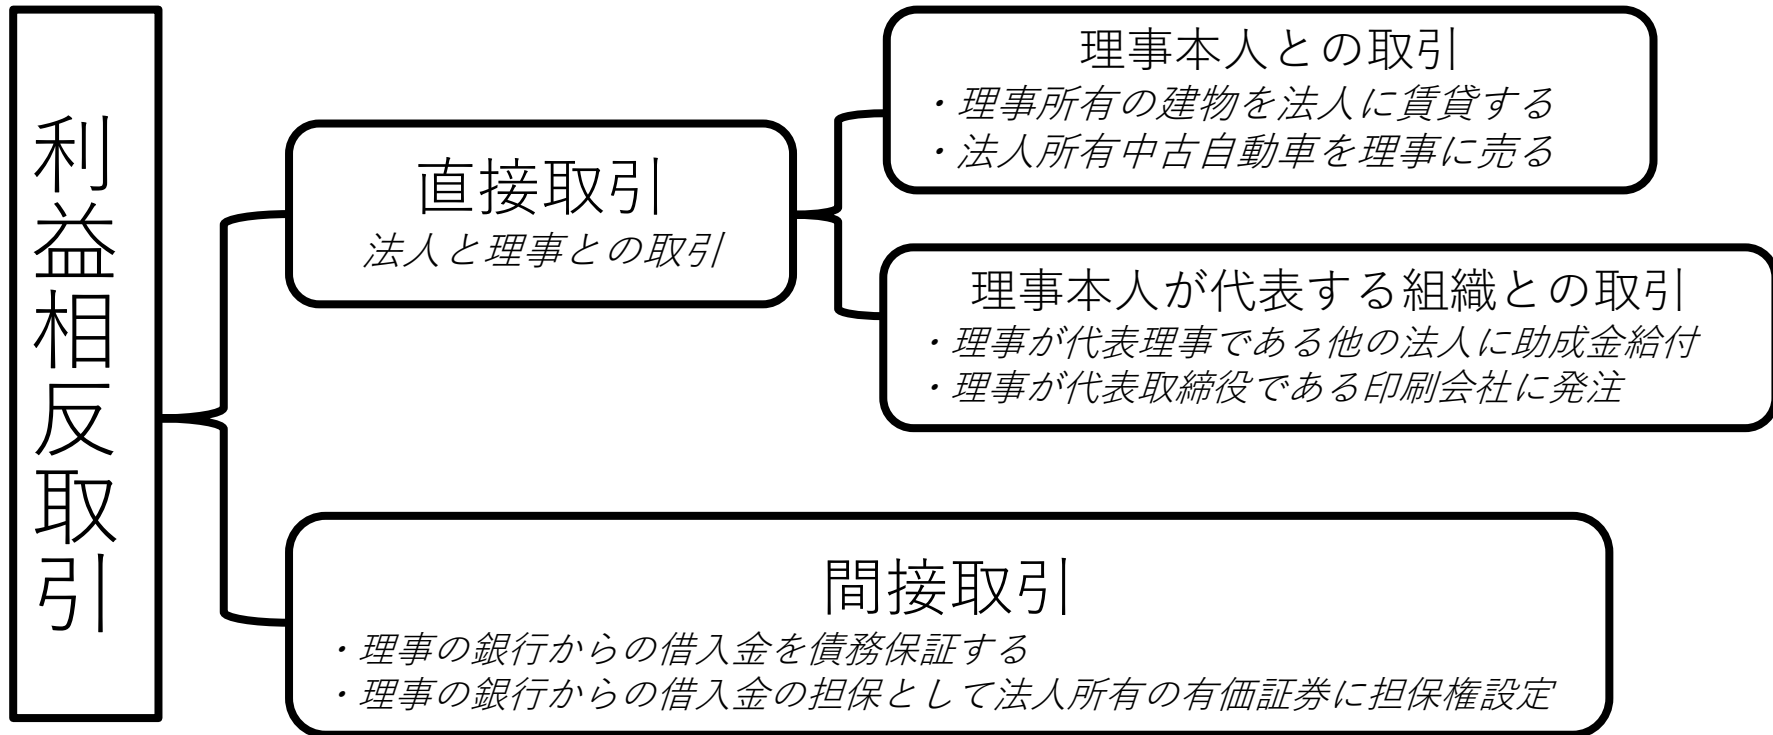 利益相反取引
直接取引
法人と理事との取引
理事本人との取引
・理事所有の建物を法人に賃貸する
・法人所有中古自動車を理事に売る
理事本人が代表する組織との取引
・理事が代表理事である他の法人に助成金給付
・理事が代表取締役である印刷会社に発注
間接取引
・理事の銀行からの借入金を債務保証する
・理事の銀行からの借入金の担保として法人所有の有価証券に担保権設定